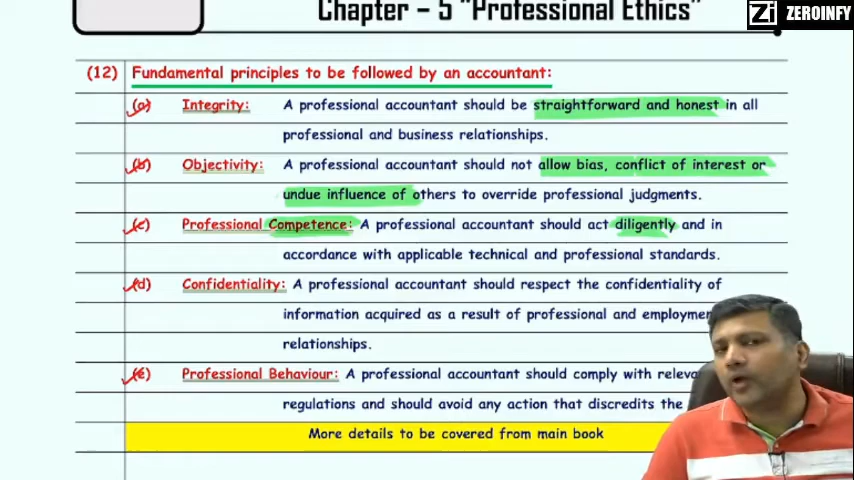 Chapter - 5 "Professional Ethics"
Zi ZEROINFY
(12) Fundamental principles to be followed by an accountant:
(a) Integrity: A professional accountant should be straightforward and honest in all
professional and business relationships.
(b) Objectivity: A professional accountant should not allow bias, conflict of interest or
undue influence of others to override professional judgments.
(c) Professional Competence: A professional accountant should act diligently and in
accordance with applicable technical and professional standards.
(d) Confidentiality: A professional accountant should respect the confidentiality of
information acquired as a result of professional and
relationships.
(e) Professional Behaviour: A professional accountant should comply with
regulations and should avoid any action that discredits the
More details to be covered from main book